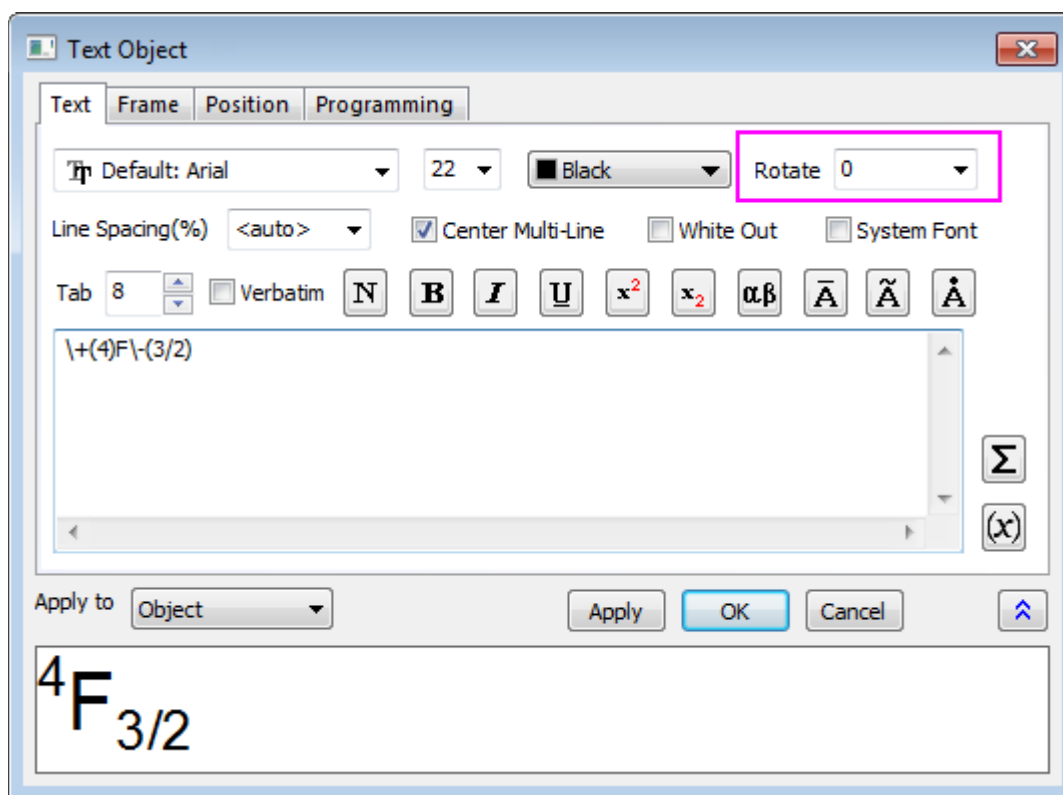 Text Object
Text Frame Position Programming
Default: Arial 22 Black Rotate 0
Line Spacing(%) <auto> Center Multi-Line White Out System Font
Tab 8 Verbatim N B I U x² x₂ αβ Ā Ã Ȧ
\+(4)F\-(3/2)
Σ
(x)
Apply to Object Apply OK Cancel
⁴F3/2